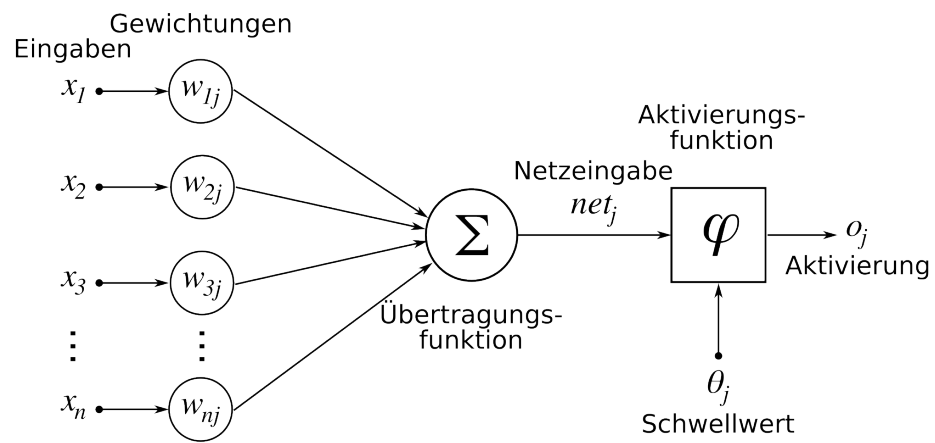 Gewichtungen
Eingaben
x1
w1j
x2
w2j
x3
w3j
⋮ ⋮
xn
wnj
Σ
Übertragungs-
funktion
Netzeingabe
netj
Aktivierungs-
funktion
φ
oj
Aktivierung
θj
Schwellwert